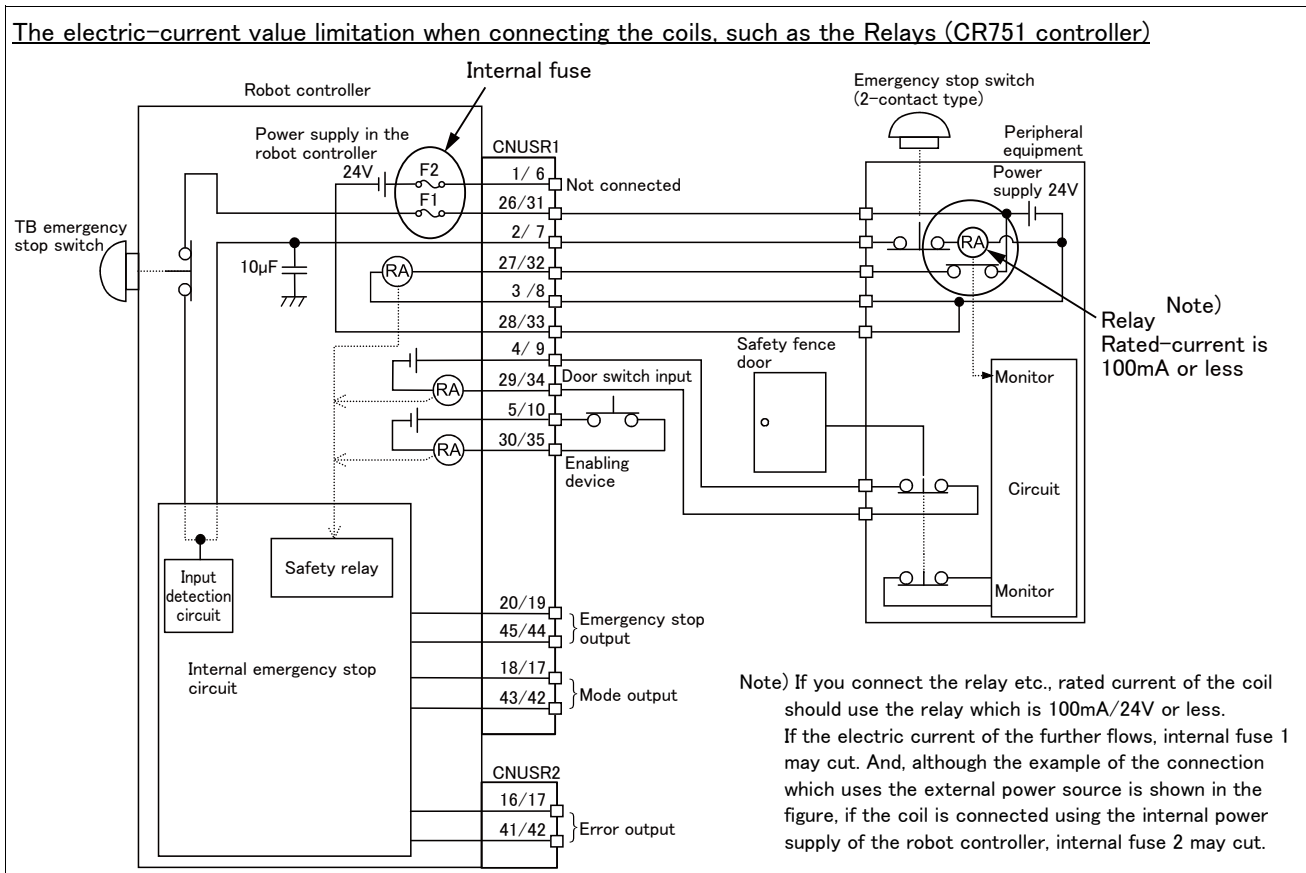 The electric-current value limitation when connecting the coils, such as the Relays (CR751 controller)
Internal fuse
Robot controller
Emergency stop switch
(2-contact type)
Power supply in the
robot controller
24V
F2
F1
CNUSR1
1/ 6
Not connected
26/31
2/ 7
27/32
3 /8
28/33
4/ 9
29/34
5/10
30/35
Peripheral
equipment
Power
supply 24V
TB emergency
stop switch
10μF
RA
RA
RA
RA
Note)
Relay
Rated-current is
100mA or less
Safety fence
door
Door switch input
Enabling
device
Monitor
Circuit
Monitor
Input
detection
circuit
Safety relay
Internal emergency stop
circuit
20/19
45/44
Emergency stop
output
18/17
43/42
Mode output
CNUSR2
16/17
41/42
Error output
Note) If you connect the relay etc., rated current of the coil
should use the relay which is 100mA/24V or less.
If the electric current of the further flows, internal fuse 1
may cut. And, although the example of the connection
which uses the external power source is shown in the
figure, if the coil is connected using the internal power
supply of the robot controller, internal fuse 2 may cut.